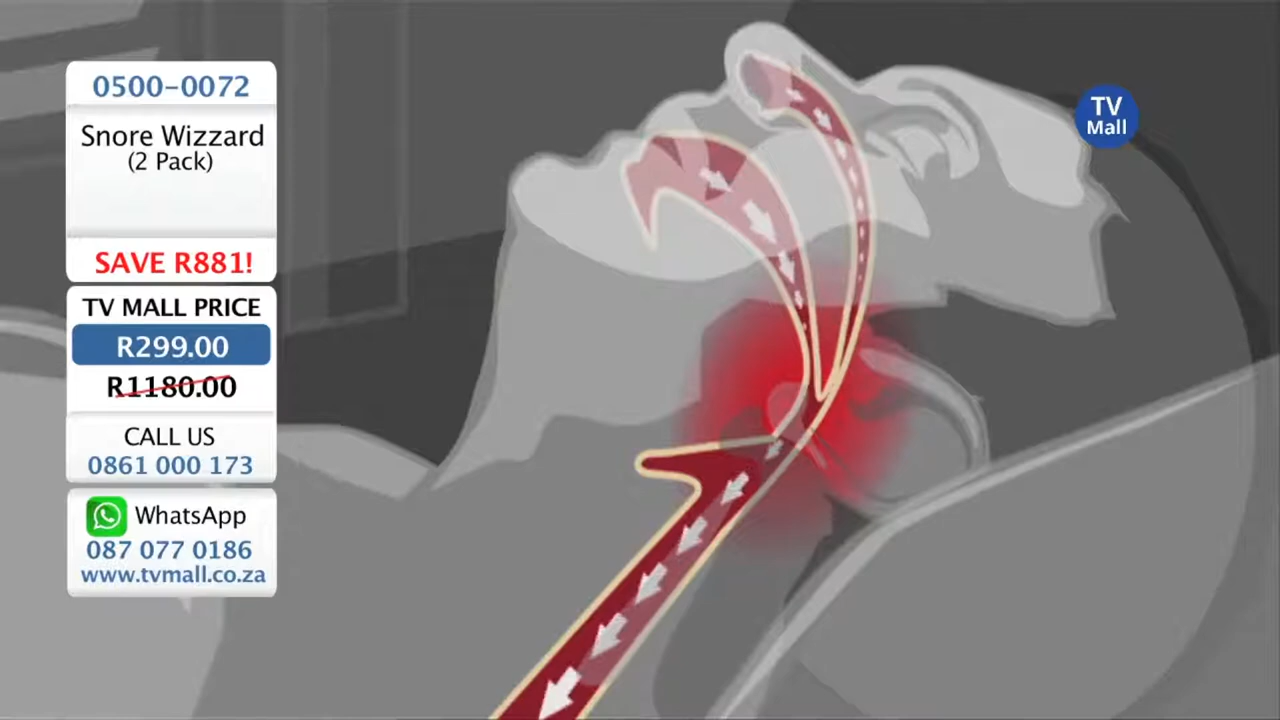 0500-0072
Snore Wizzard
(2 Pack)
SAVE R881!
TV MALL PRICE
R299.00
R1180.00
CALL US
0861 000 173
WhatsApp
087 077 0186
www.tvmall.co.za
TV
Mall